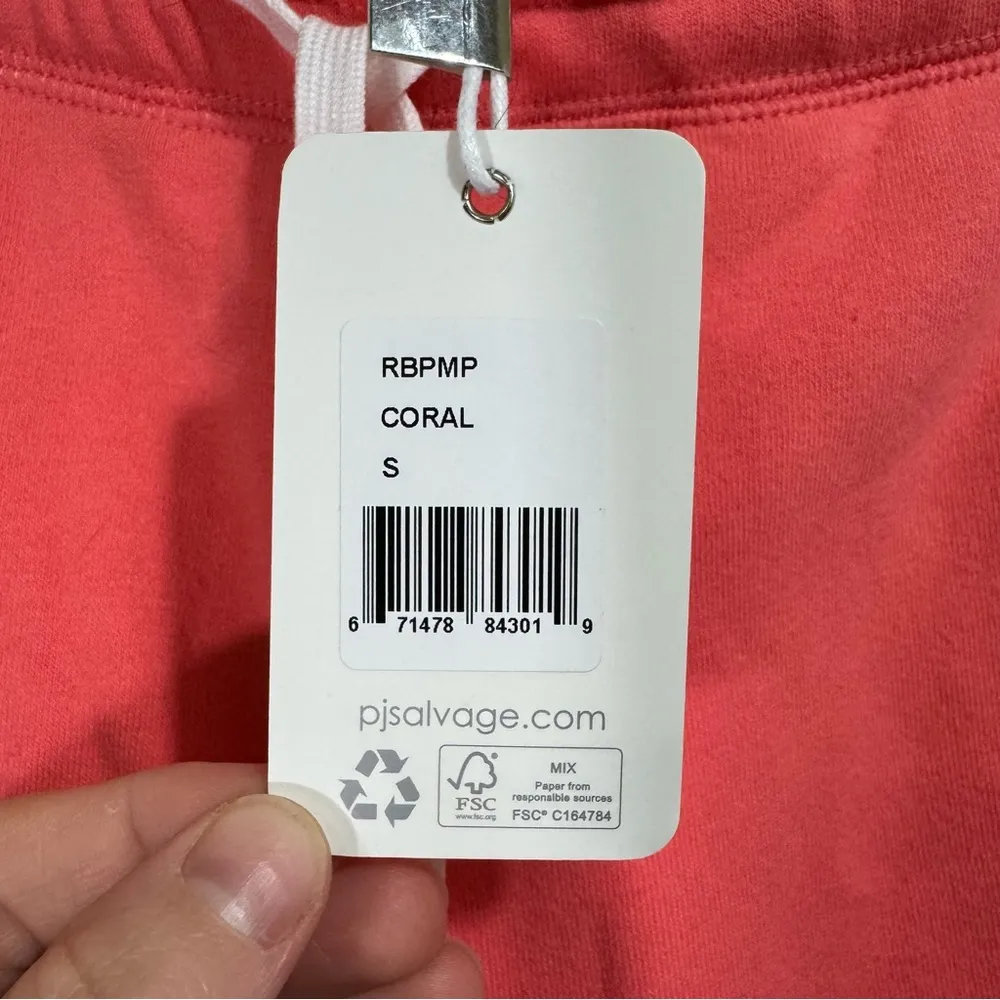 RBPMP
CORAL
S
6 71478 84301 9
pjsalvage.com
FSC®
www.fsc.org
MIX
Paper from
responsible sources
FSC® C164784